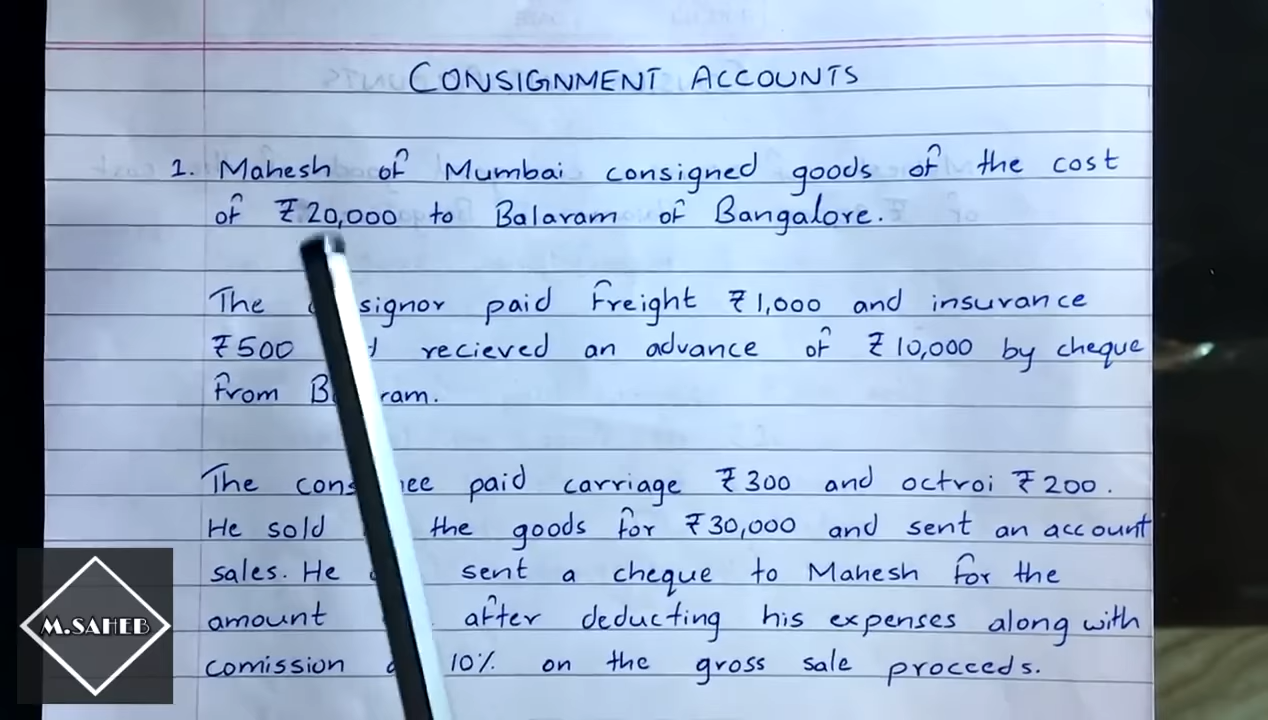 CONSIGNMENT ACCOUNTS
1. Mahesh of Mumbai consigned goods of the cost
of ₹20,000 to Balaram of Bangalore.
The signor paid freight ₹1,000 and insurance
₹500 recieved an advance of ₹10,000 by cheque
from B ram.
The cons ee paid carriage ₹300 and octroi ₹200.
He sold the goods for ₹30,000 and sent an account
sales. He sent a cheque to Mahesh for the
amount after deducting his expenses along with
comission 10% on the gross sale proceeds.
M.SAHEB